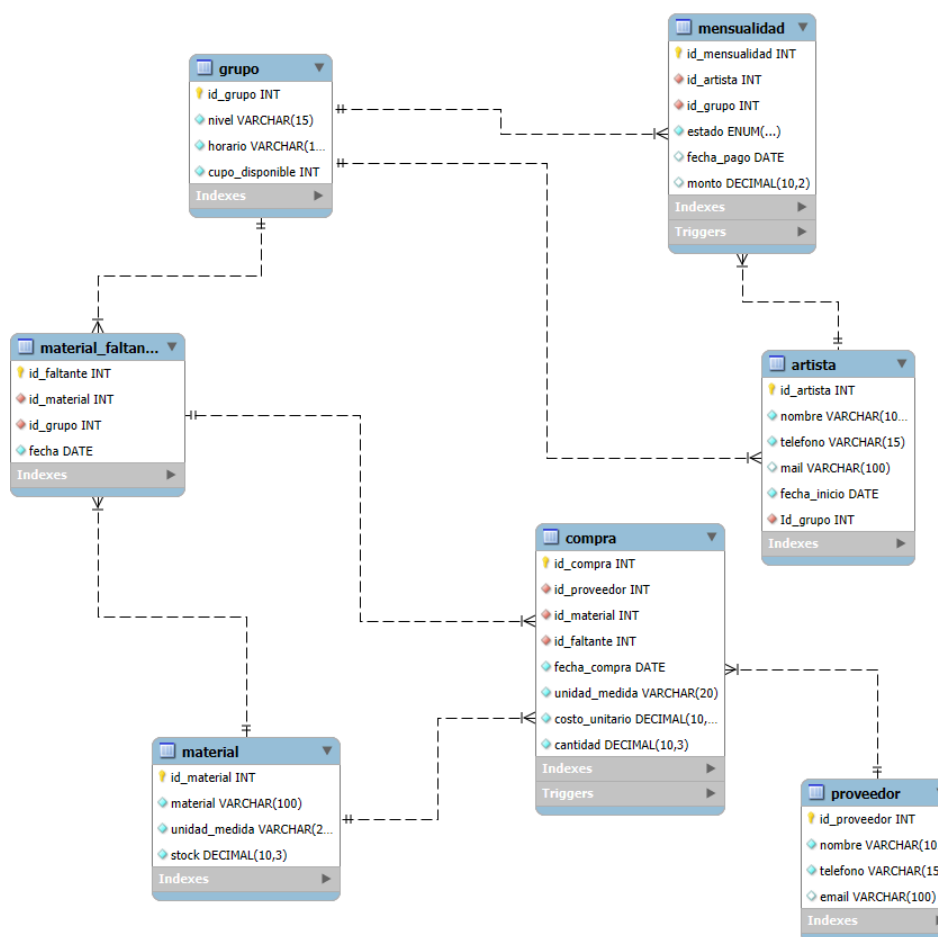 mensualidad
id_mensualidad INT
id_artista INT
id_grupo INT
estado ENUM(...)
fecha_pago DATE
monto DECIMAL(10,2)
Indexes
Triggers
grupo
id_grupo INT
nivel VARCHAR(15)
horario VARCHAR(1...
cupo_disponible INT
Indexes
material_faltan...
id_faltante INT
id_material INT
id_grupo INT
fecha DATE
Indexes
artista
id_artista INT
nombre VARCHAR(10...
telefono VARCHAR(15)
mail VARCHAR(100)
fecha_inicio DATE
Id_grupo INT
Indexes
compra
id_compra INT
id_proveedor INT
id_material INT
id_faltante INT
fecha_compra DATE
unidad_medida VARCHAR(20)
costo_unitario DECIMAL(10,...
cantidad DECIMAL(10,3)
Indexes
Triggers
material
id_material INT
material VARCHAR(100)
unidad_medida VARCHAR(2...
stock DECIMAL(10,3)
Indexes
proveedor
id_proveedor INT
nombre VARCHAR(10
telefono VARCHAR(15
email VARCHAR(100)
Indexes